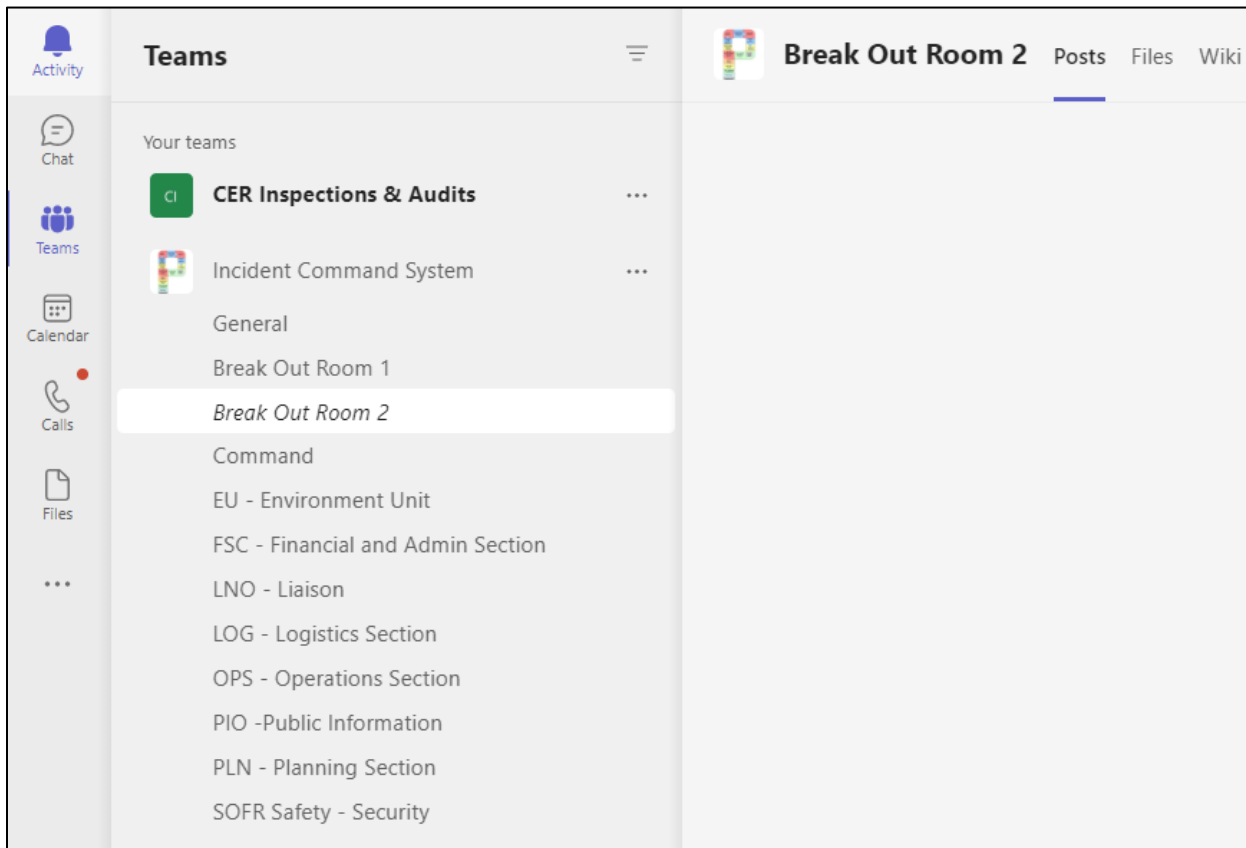 Activity
Chat
Teams
Calendar
Calls
Files
Teams
Your teams
CI
CER Inspections & Audits
Incident Command System
General
Break Out Room 1
Break Out Room 2
Command
EU - Environment Unit
FSC - Financial and Admin Section
LNO - Liaison
LOG - Logistics Section
OPS - Operations Section
PIO -Public Information
PLN - Planning Section
SOFR Safety - Security
Break Out Room 2 Posts Files Wiki